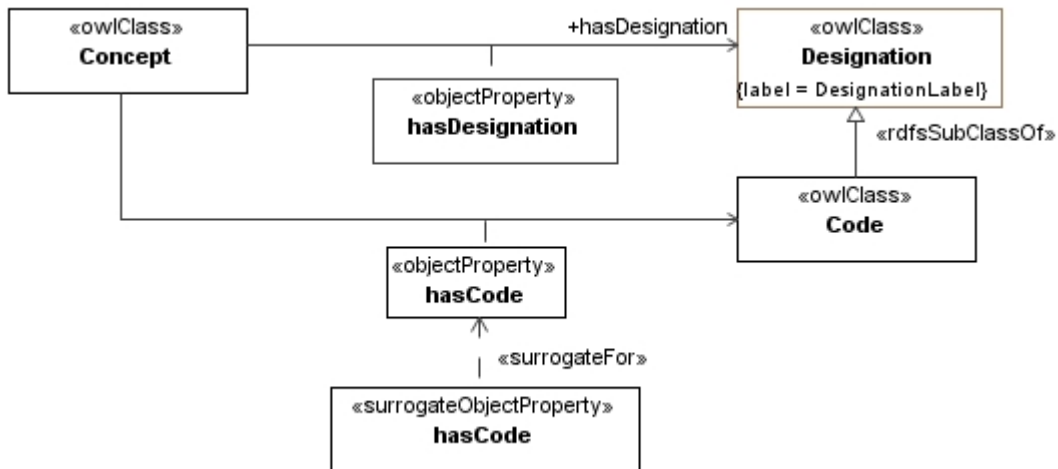 «owlClass»
Concept
+hasDesignation
«owlClass»
Designation
{label = DesignationLabel}
«objectProperty»
hasDesignation
«rdfsSubClassOf»
«owlClass»
Code
«objectProperty»
hasCode
«surrogateFor»
«surrogateObjectProperty»
hasCode